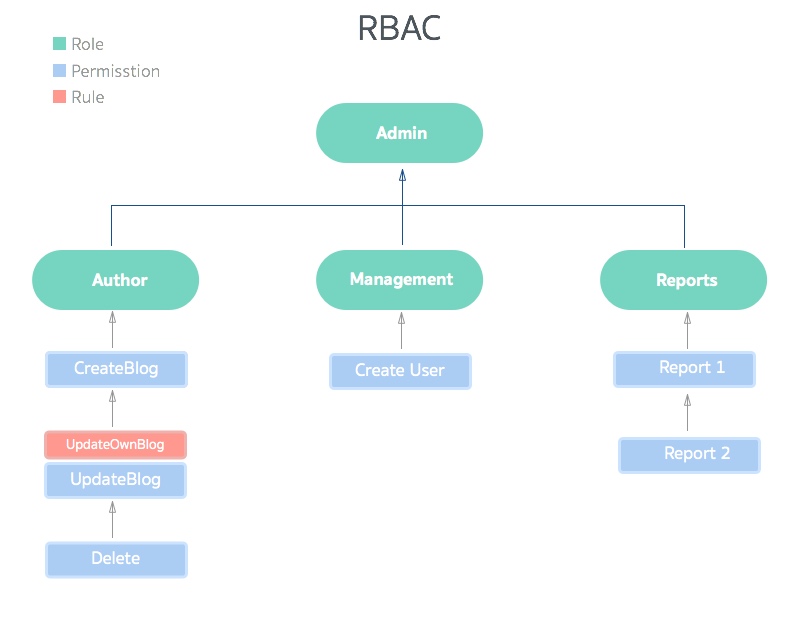 RBAC
Role
Permisstion
Rule
Admin
Author
Management
Reports
CreateBlog
Create User
Report 1
UpdateOwnBlog
UpdateBlog
Report 2
Delete